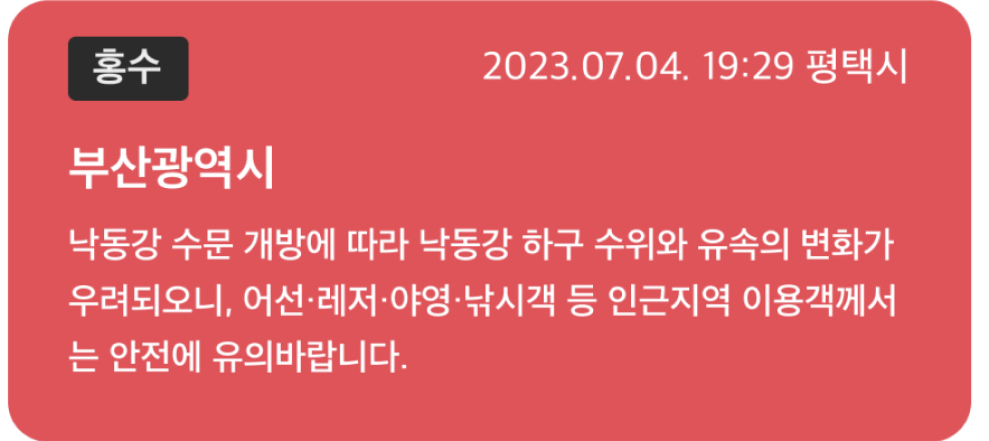 홍수
2023.07.04. 19:29 평택시
부산광역시
낙동강 수문 개방에 따라 낙동강 하구 수위와 유속의 변화가
우려되오니, 어선·레저·야영·낚시객 등 인근지역 이용객께서
는 안전에 유의바랍니다.